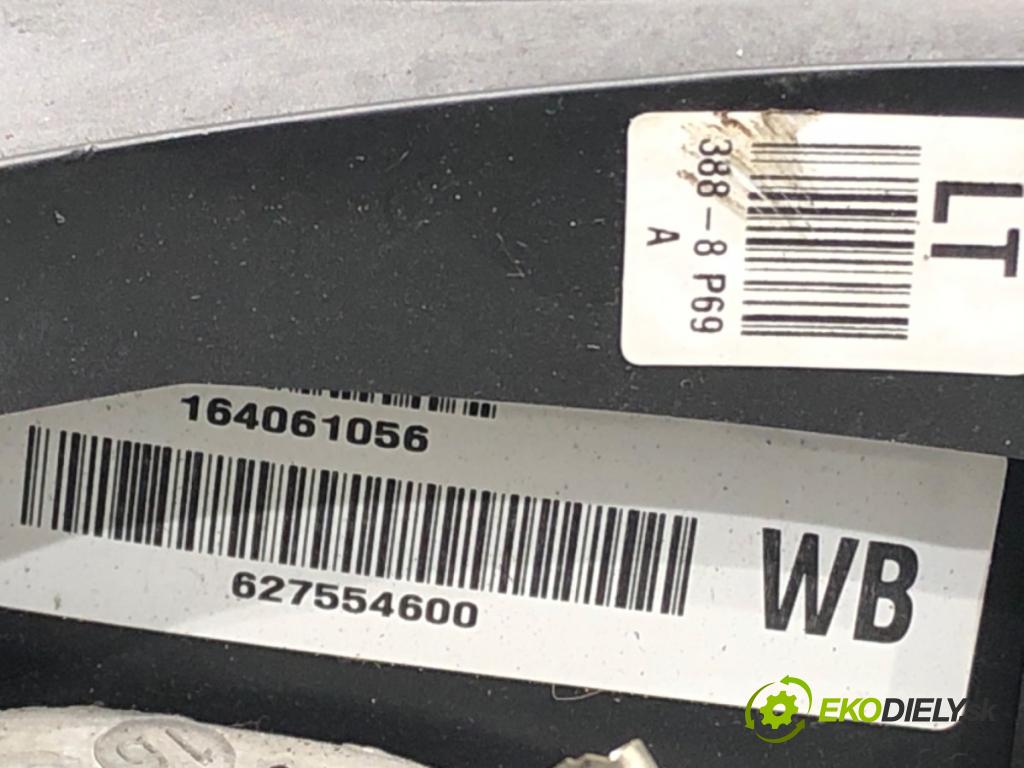 LT
388-8 P69
A
164061056
627554600
WB
EKODIELY.SK